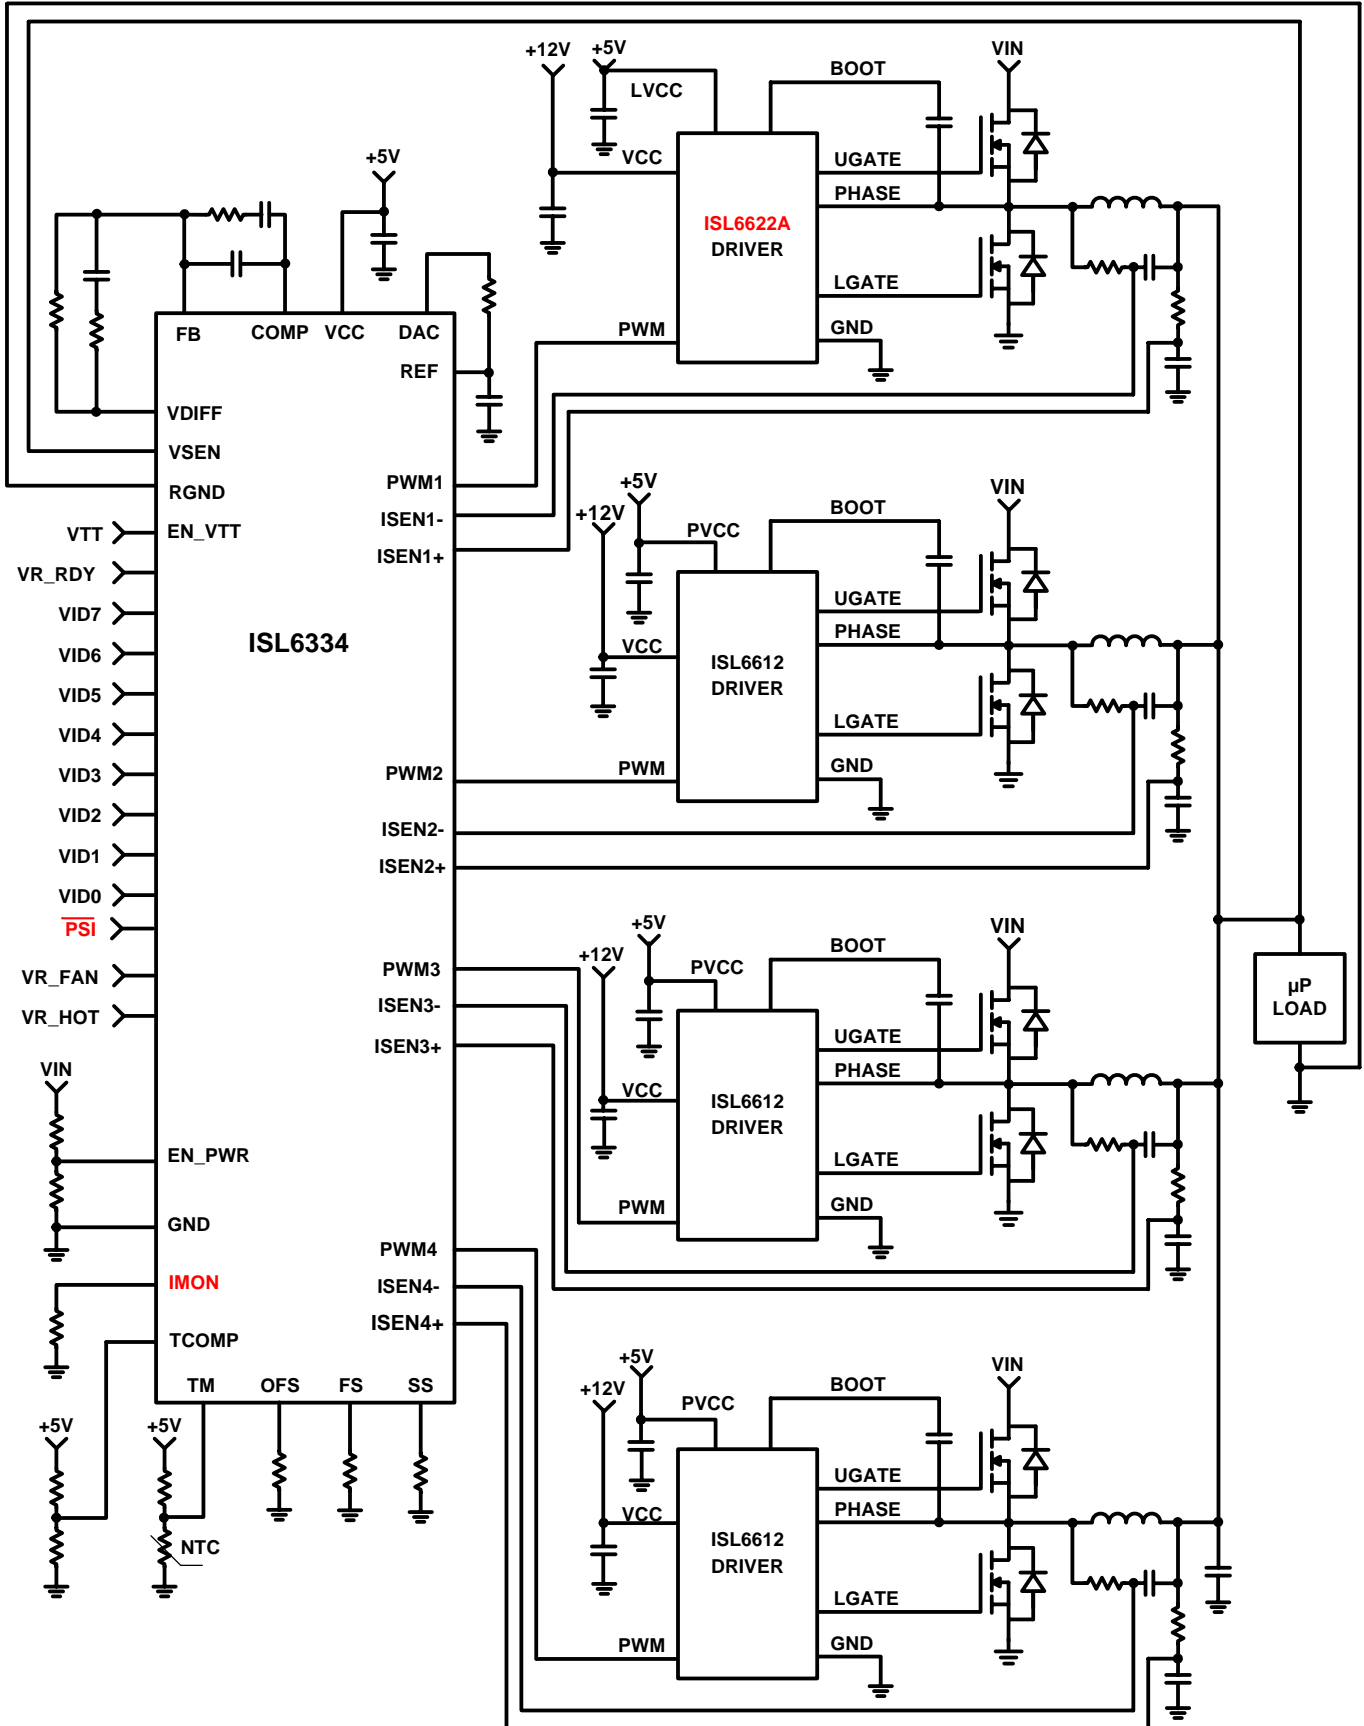 +12V
+5V
LVCC
BOOT
VIN
VCC
UGATE
PHASE
ISL6622A
DRIVER
LGATE
GND
PWM
+5V
FB
COMP
VCC
DAC
REF
VDIFF
VSEN
RGND
EN_VTT
VTT
VR_RDY
VID7
VID6
VID5
VID4
VID3
VID2
VID1
VID0
PSI
VR_FAN
VR_HOT
VIN
EN_PWR
GND
IMON
TCOMP
TM
OFS
FS
SS
+5V
+5V
NTC
ISL6334
PWM1
ISEN1-
ISEN1+
PWM2
ISEN2-
ISEN2+
PWM3
ISEN3-
ISEN3+
PWM4
ISEN4-
ISEN4+
+5V
+12V
PVCC
BOOT
VIN
VCC
UGATE
PHASE
ISL6612
DRIVER
LGATE
GND
PWM
+5V
+12V
PVCC
BOOT
VIN
VCC
UGATE
PHASE
ISL6612
DRIVER
LGATE
GND
PWM
µP
LOAD
+5V
+12V
PVCC
BOOT
VIN
VCC
UGATE
PHASE
ISL6612
DRIVER
LGATE
GND
PWM